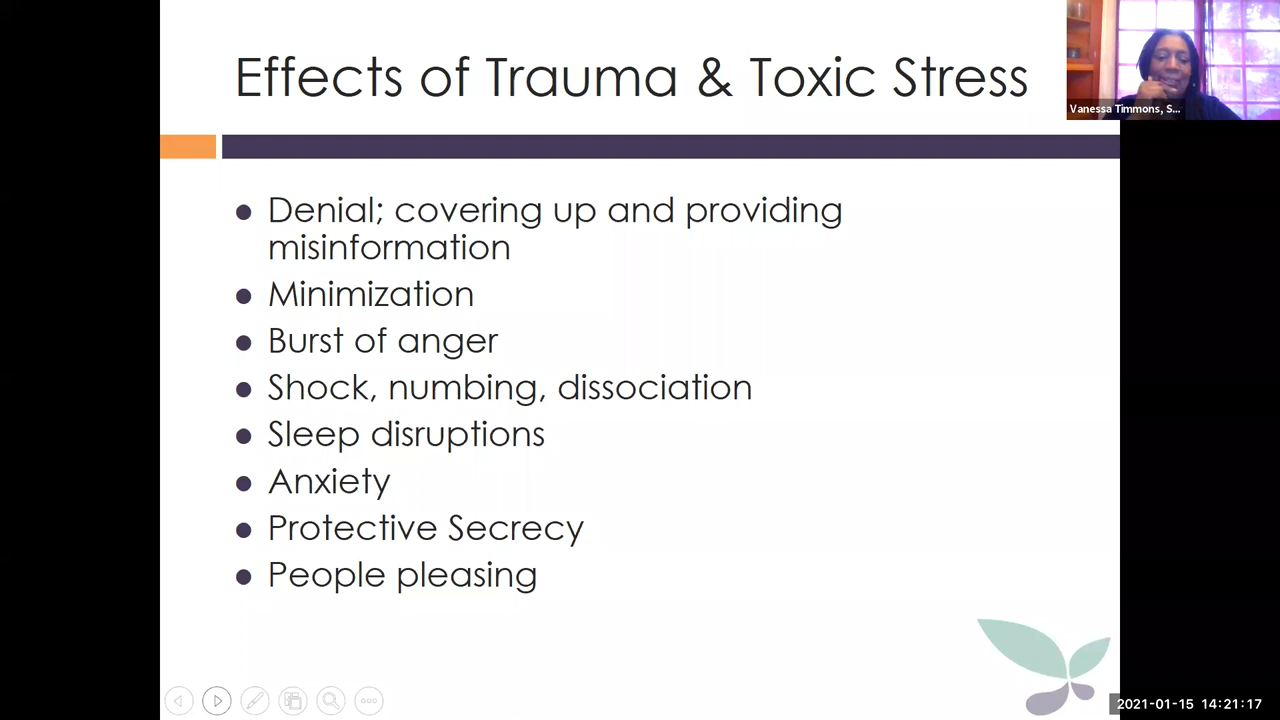 Effects of Trauma & Toxic Stress
Vanessa Timmons, S...
● Denial; covering up and providing
misinformation
● Minimization
● Burst of anger
● Shock, numbing, dissociation
● Sleep disruptions
● Anxiety
● Protective Secrecy
● People pleasing
2021-01-15 14:21:17